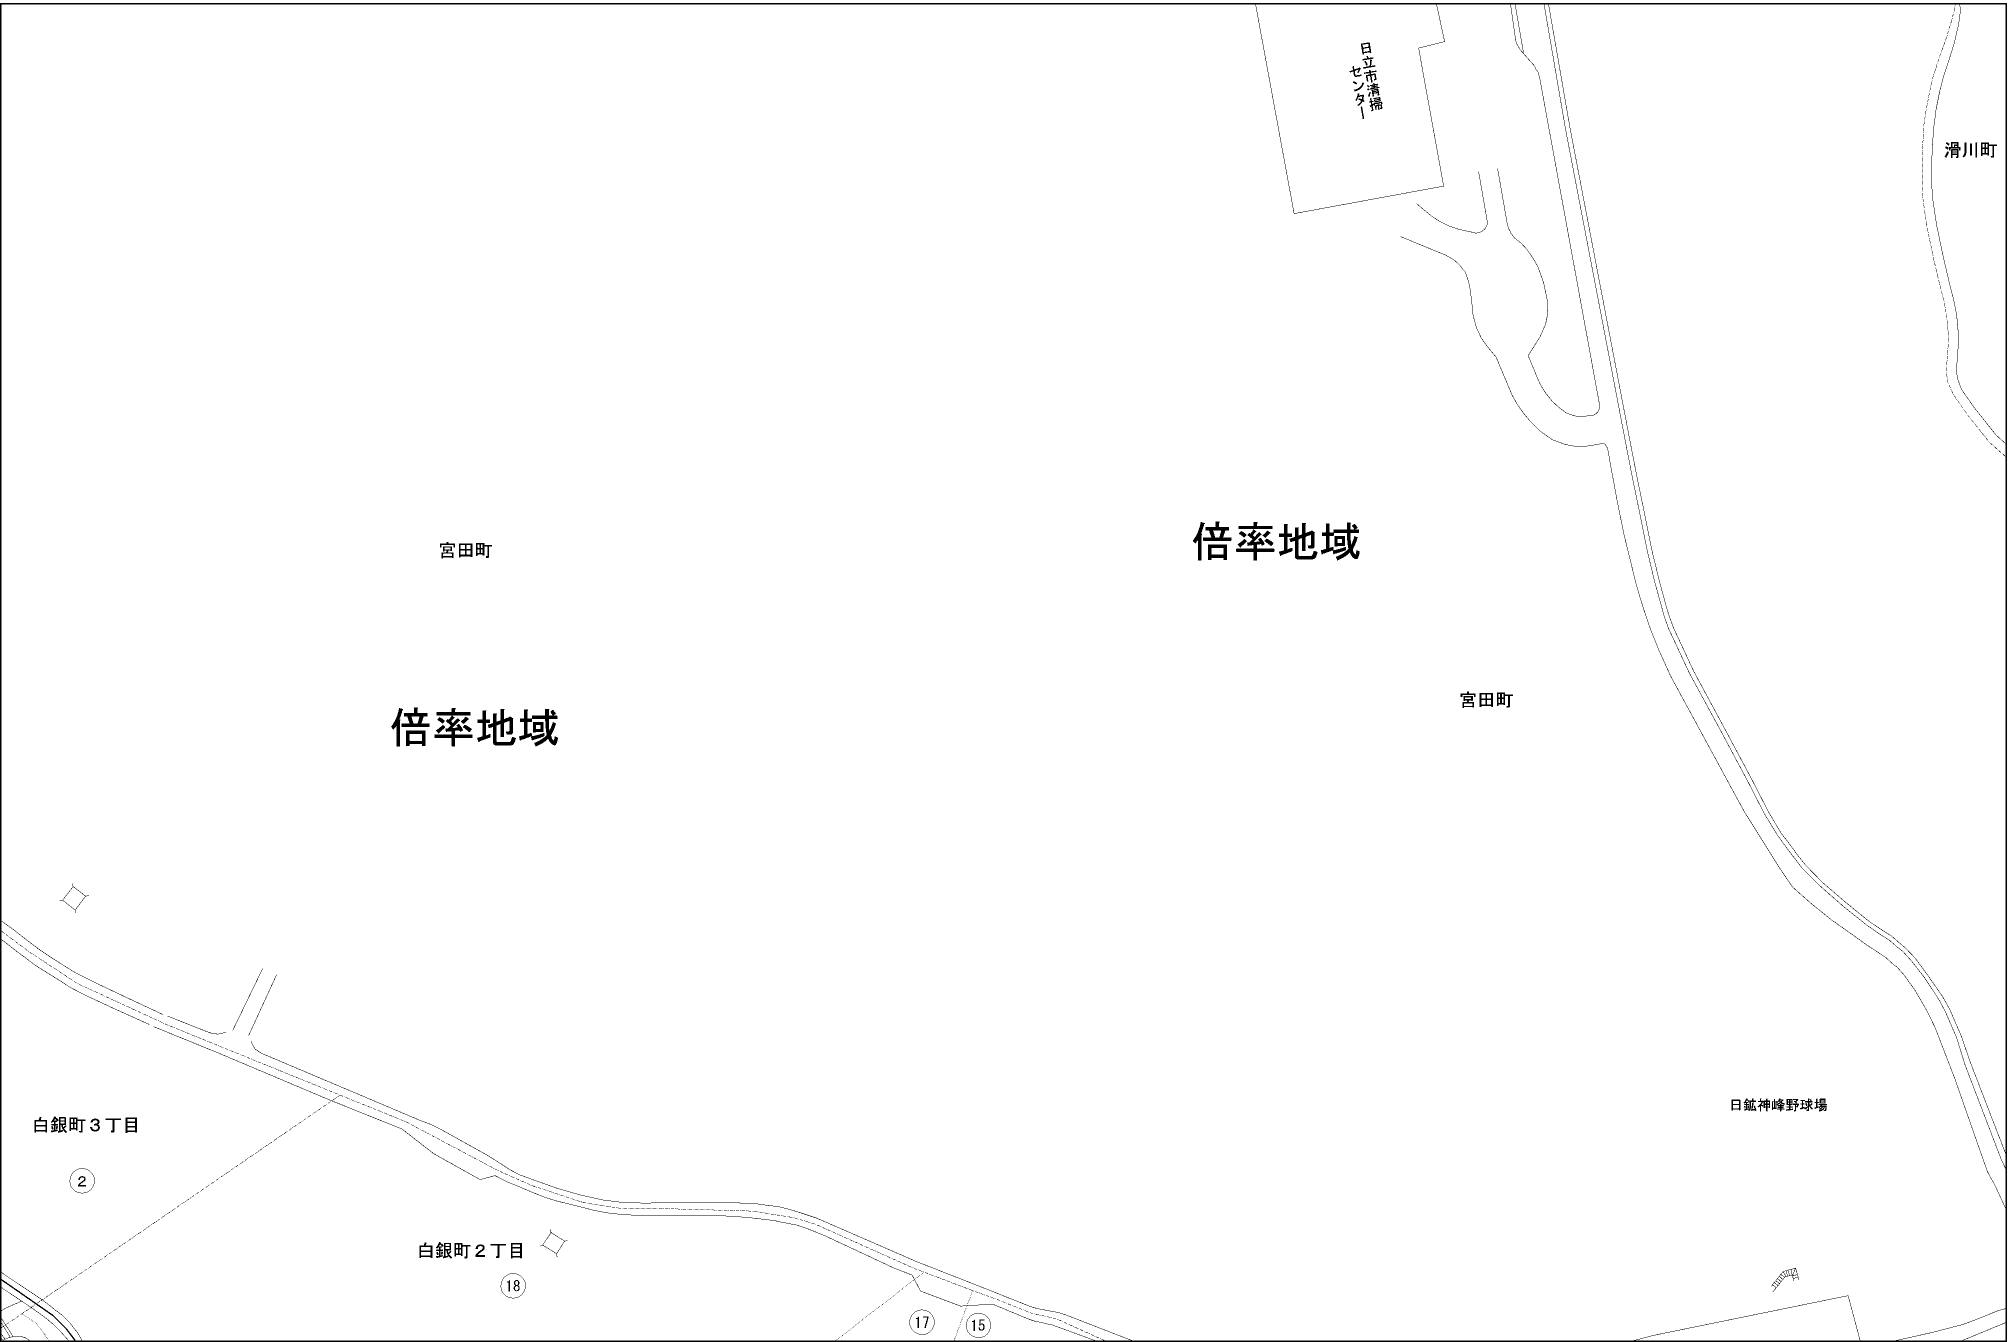 日立市清掃
センター
滑川町
倍率地域
宮田町
宮田町
倍率地域
日鉱神峰野球場
白銀町3丁目
2
白銀町2丁目
18
17
15